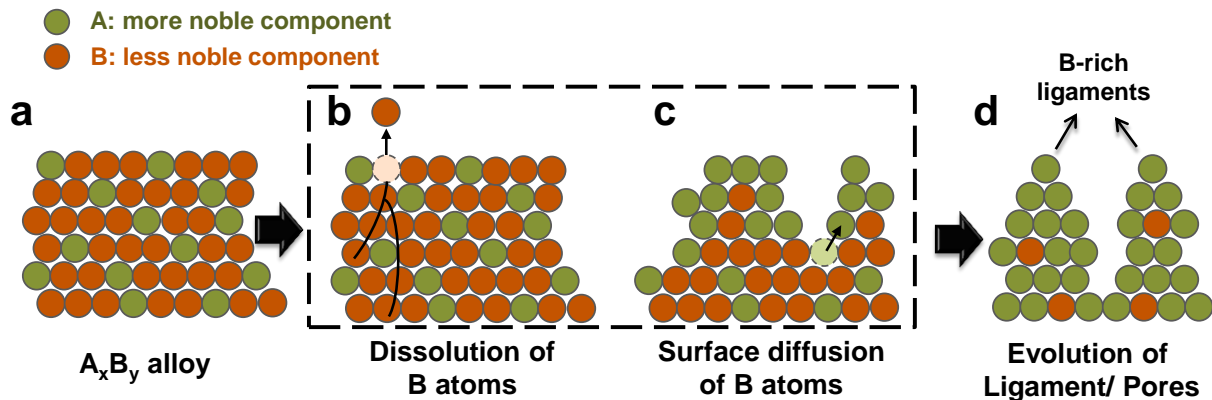 A: more noble component
B: less noble component
B-rich
ligaments
a
b
c
d
AxBy alloy
Dissolution of
B atoms
Surface diffusion
of B atoms
Evolution of
Ligament/ Pores